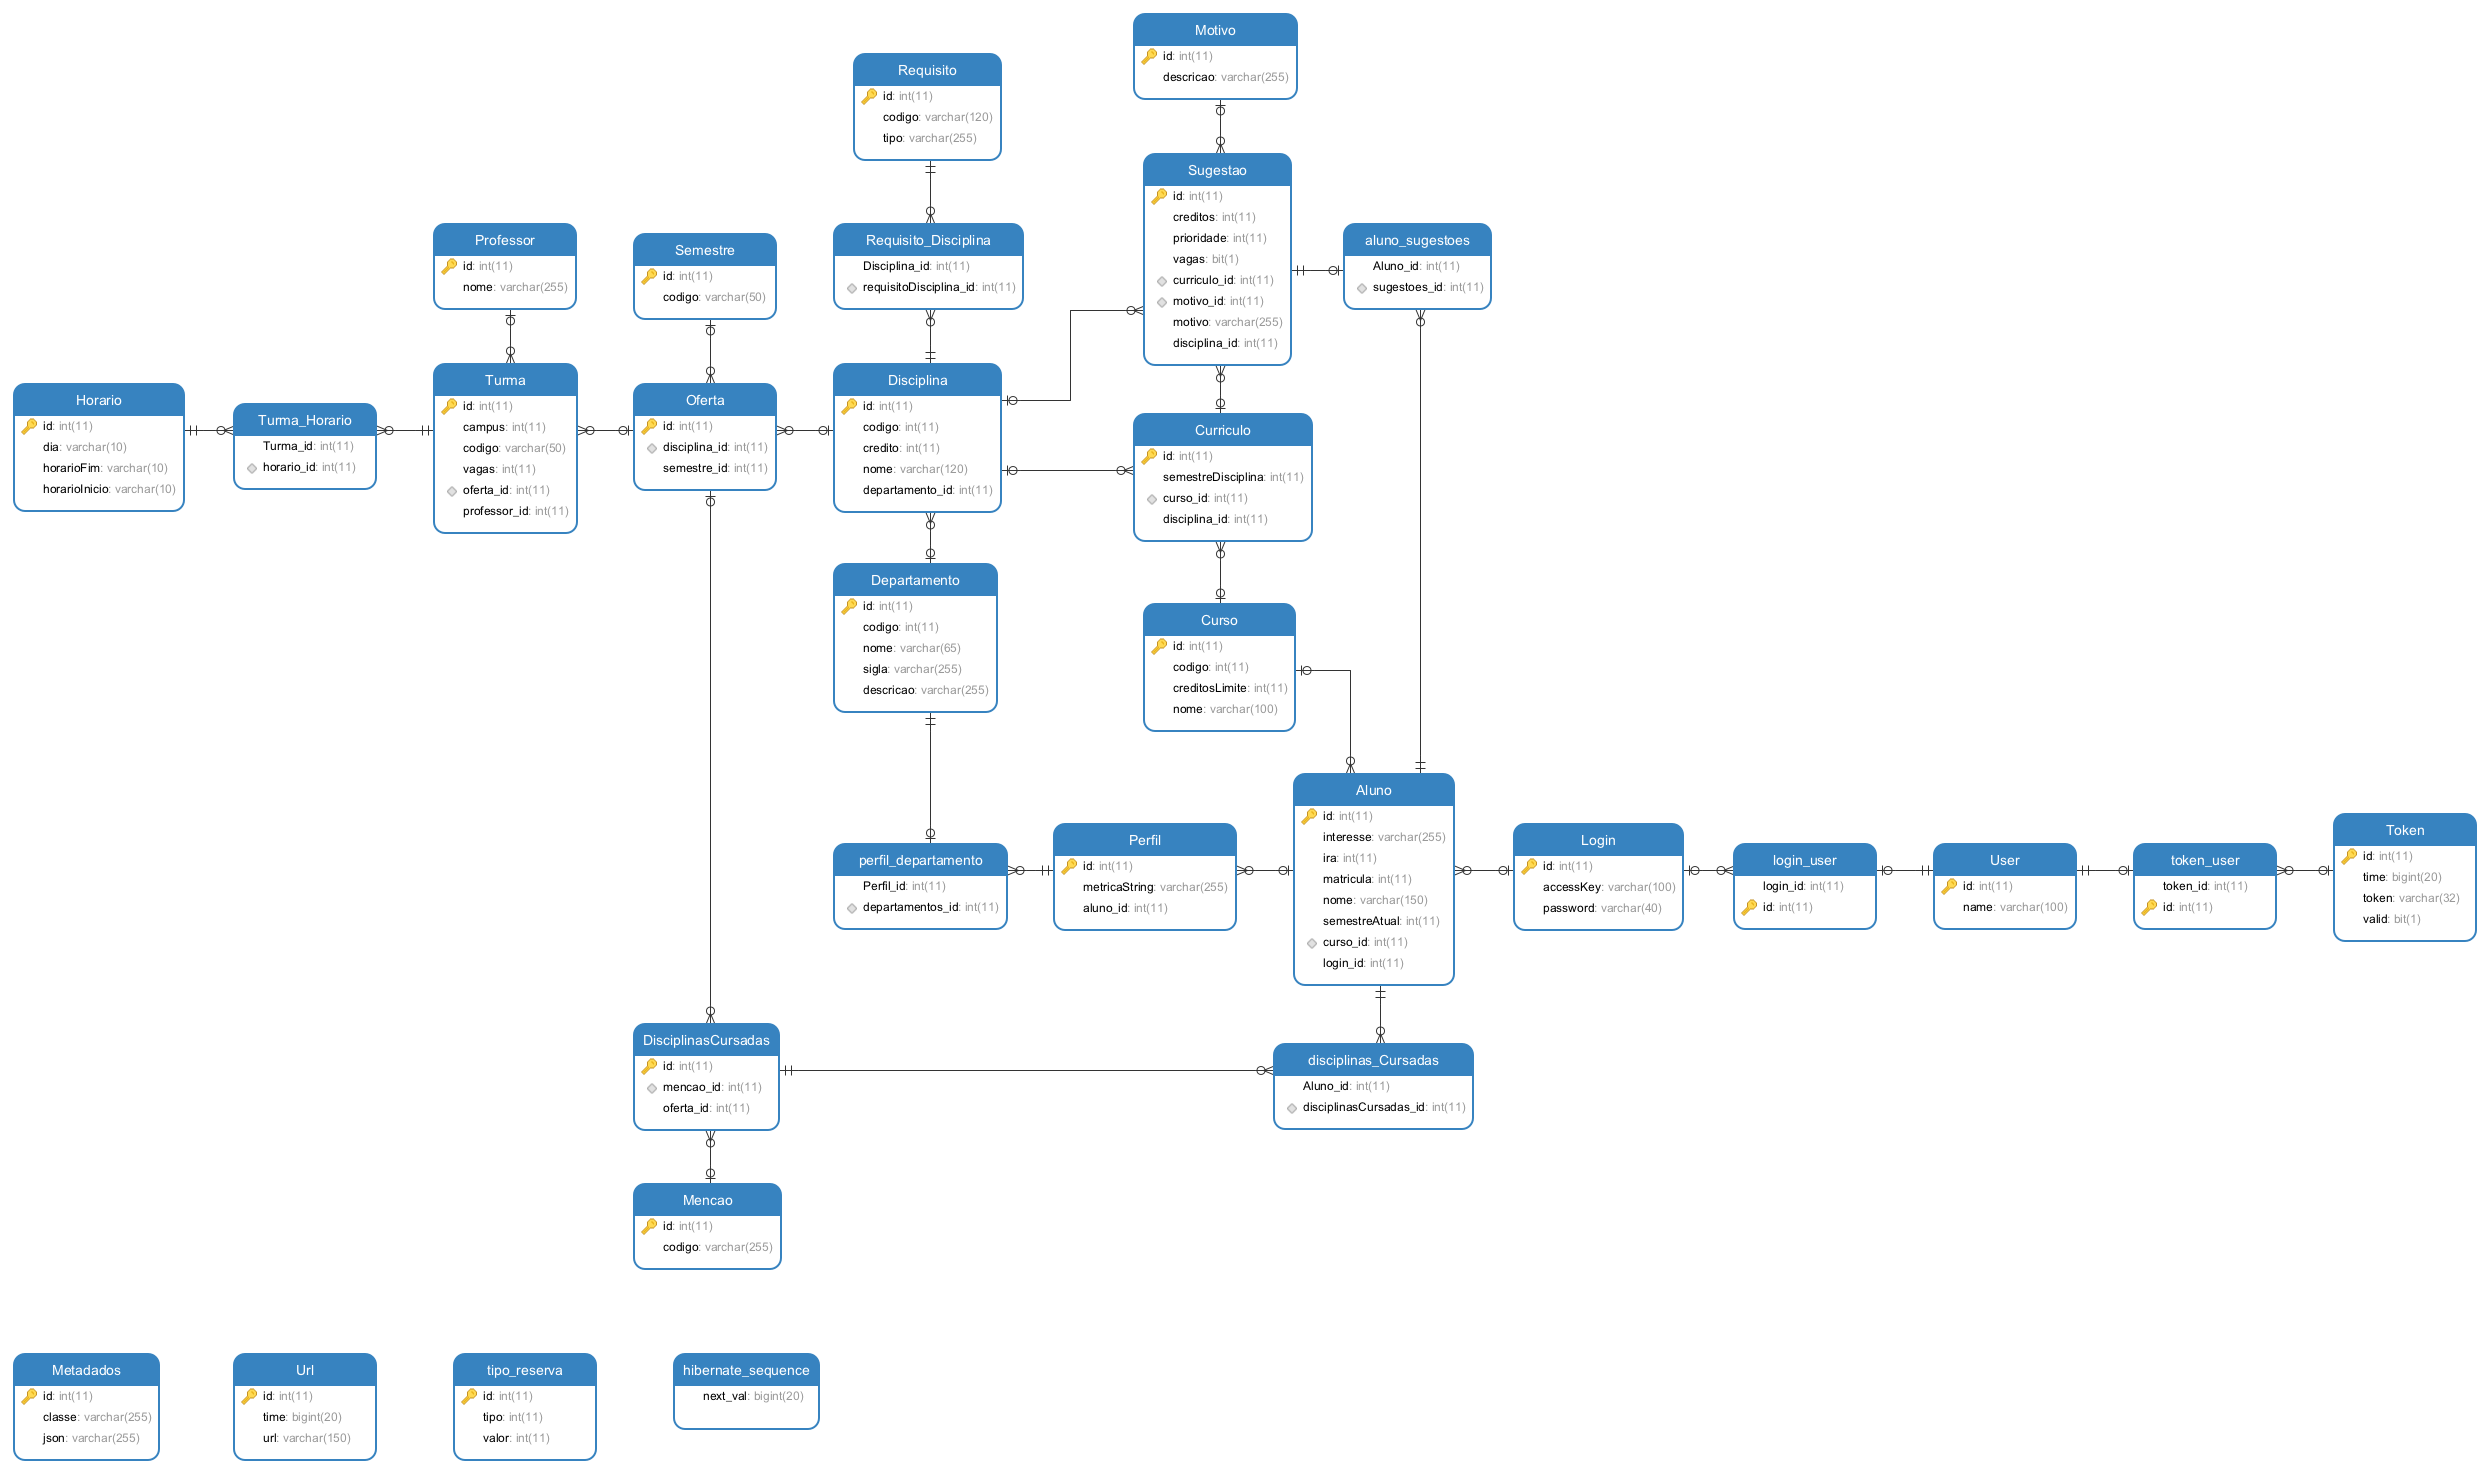 Motivo
id: int(11)
descricao: varchar(255)
Requisito
id: int(11)
codigo: varchar(120)
tipo: varchar(255)
Sugestao
id: int(11)
creditos: int(11)
prioridade: int(11)
vagas: bit(1)
curriculo_id: int(11)
motivo_id: int(11)
motivo: varchar(255)
disciplina_id: int(11)
Professor
id: int(11)
nome: varchar(255)
Semestre
id: int(11)
codigo: varchar(50)
Requisito_Disciplina
Disciplina_id: int(11)
requisitoDisciplina_id: int(11)
aluno_sugestoes
Aluno_id: int(11)
sugestoes_id: int(11)
Horario
id: int(11)
dia: varchar(10)
horarioFim: varchar(10)
horarioInicio: varchar(10)
Turma_Horario
Turma_id: int(11)
horario_id: int(11)
Turma
id: int(11)
campus: int(11)
codigo: varchar(50)
vagas: int(11)
oferta_id: int(11)
professor_id: int(11)
Oferta
id: int(11)
disciplina_id: int(11)
semestre_id: int(11)
Disciplina
id: int(11)
codigo: int(11)
credito: int(11)
nome: varchar(120)
departamento_id: int(11)
Curriculo
id: int(11)
semestreDisciplina: int(11)
curso_id: int(11)
disciplina_id: int(11)
Departamento
id: int(11)
codigo: int(11)
nome: varchar(65)
sigla: varchar(255)
descricao: varchar(255)
Curso
id: int(11)
codigo: int(11)
creditosLimite: int(11)
nome: varchar(100)
perfil_departamento
Perfil_id: int(11)
departamentos_id: int(11)
Perfil
id: int(11)
metricaString: varchar(255)
aluno_id: int(11)
Aluno
id: int(11)
interesse: varchar(255)
ira: int(11)
matricula: int(11)
nome: varchar(150)
semestreAtual: int(11)
curso_id: int(11)
login_id: int(11)
Login
id: int(11)
accessKey: varchar(100)
password: varchar(40)
login_user
login_id: int(11)
id: int(11)
User
id: int(11)
name: varchar(100)
token_user
token_id: int(11)
id: int(11)
Token
id: int(11)
time: bigint(20)
token: varchar(32)
valid: bit(1)
DisciplinasCursadas
id: int(11)
mencao_id: int(11)
oferta_id: int(11)
disciplinas_Cursadas
Aluno_id: int(11)
disciplinasCursadas_id: int(11)
Mencao
id: int(11)
codigo: varchar(255)
Metadados
id: int(11)
classe: varchar(255)
json: varchar(255)
Url
id: int(11)
time: bigint(20)
url: varchar(150)
tipo_reserva
id: int(11)
tipo: int(11)
valor: int(11)
hibernate_sequence
next_val: bigint(20)